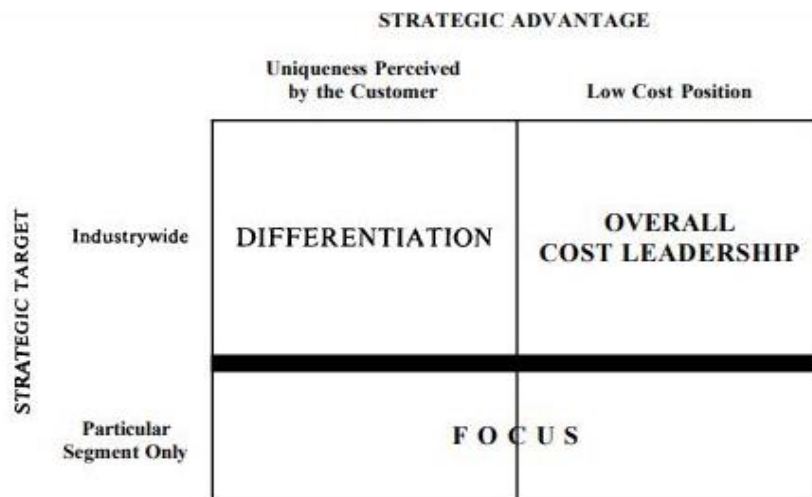 STRATEGIC ADVANTAGE
Uniqueness Perceived
by the Customer
Low Cost Position
STRATEGIC TARGET
Industrywide
DIFFERENTIATION
OVERALL
COST LEADERSHIP
Particular
Segment Only
FOCUS